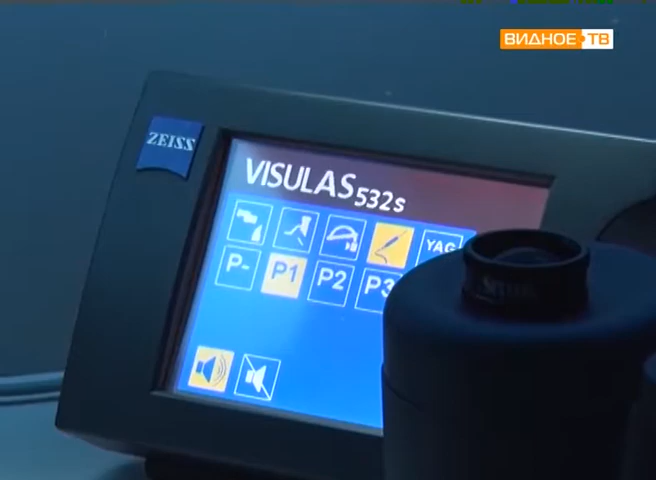 ВИДНОЕ ТВ
ZEISS
VISULAS 532s
YAG
P- P1 P2 P3